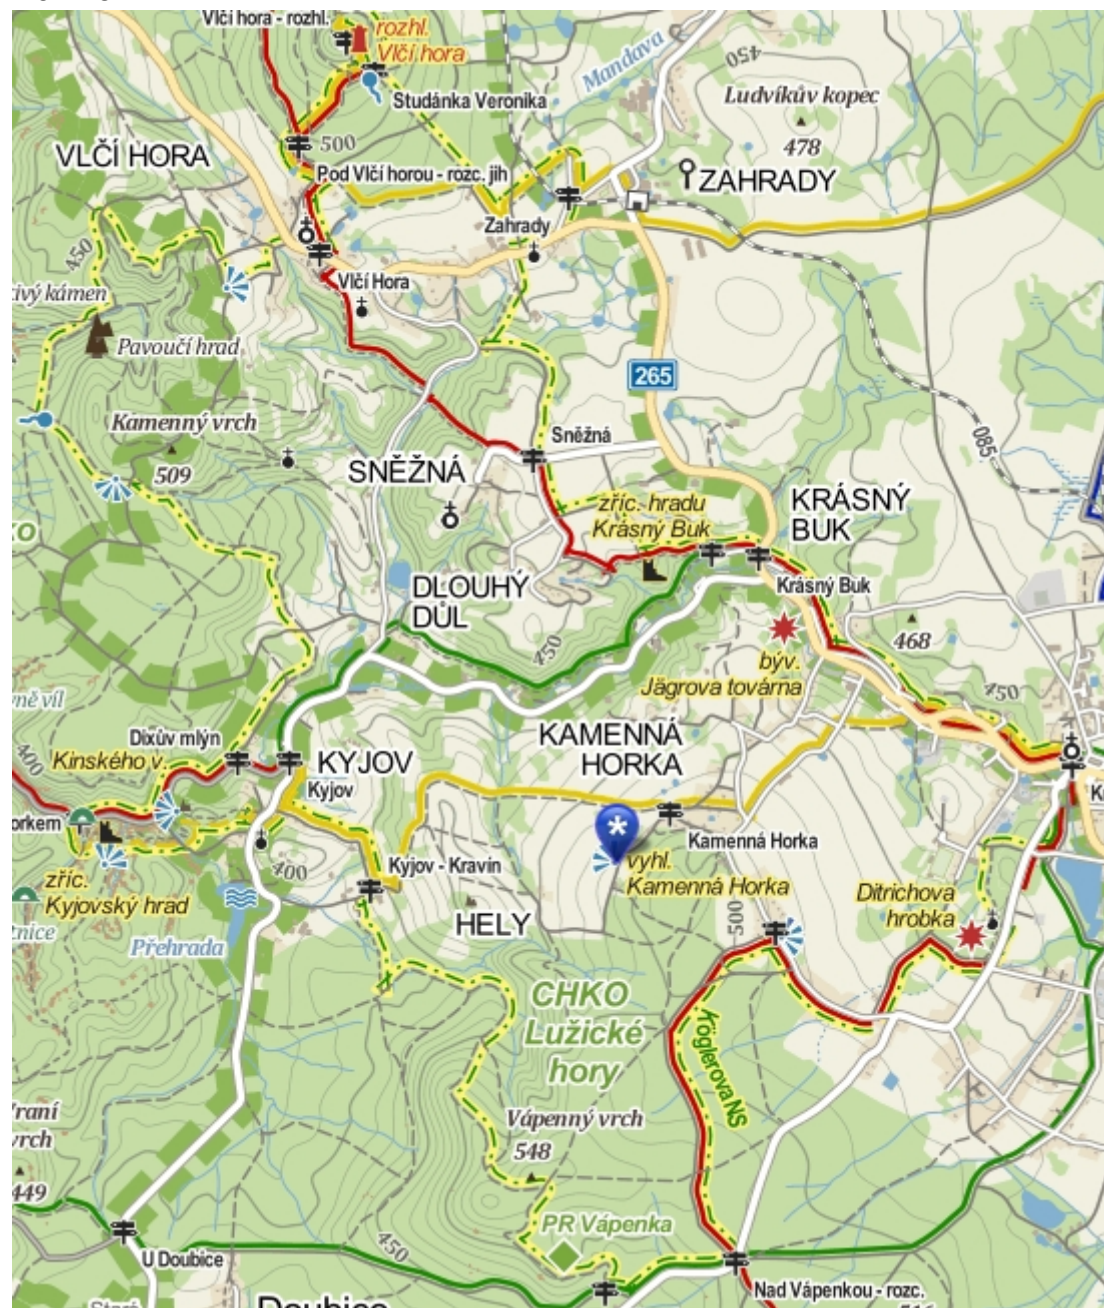 Vlčí hora - rozhl.
rozhl.
Vlčí hora
Mandava
450
Ludvíkův kopec
478
Studánka Veronika
500
VLČÍ HORA
Pod Vlčí horou - rozc. jih
ZAHRADY
Zahrady
450
Vlčí Hora
Pavoučí hrad
265
Kamenný vrch
509
Sněžná
085
SNĚŽNÁ
zříc. hradu
Krásný Buk
KRÁSNÝ
BUK
DLOUHÝ
DŮL
Krásný Buk
450
468
býv.
Jägrova továrna
450
Dixův mlýn
Kinského v.
400
KYJOV
Kyjov
KAMENNÁ
HORKA
Kamenná Horka
Kyjov - Kravín
400
vyhl.
Kamenná Horka
zříc.
Kyjovský hrad
Ditrichova
hrobka
HELY
500
Přehrada
CHKO
Lužické
hory
Köglerova NS
Vápenný vrch
548
vrch
449
PR Vápenka
450
U Doubice
Nad Vápenkou - rozc.
Doubice